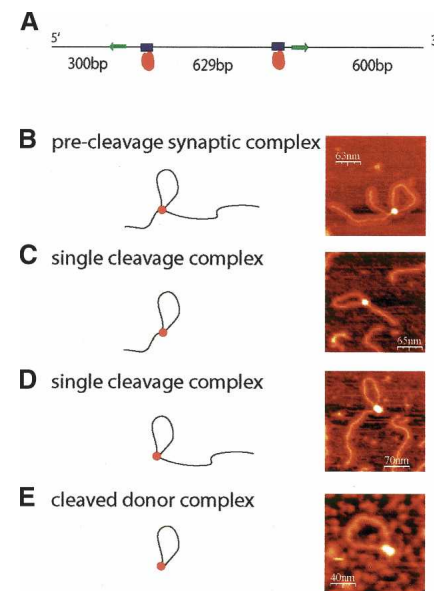 A
5' 3
300bp 629bp 600bp
B pre-cleavage synaptic complex
63nm
C single cleavage complex
65nm
D single cleavage complex
70nm
E cleaved donor complex
40nm